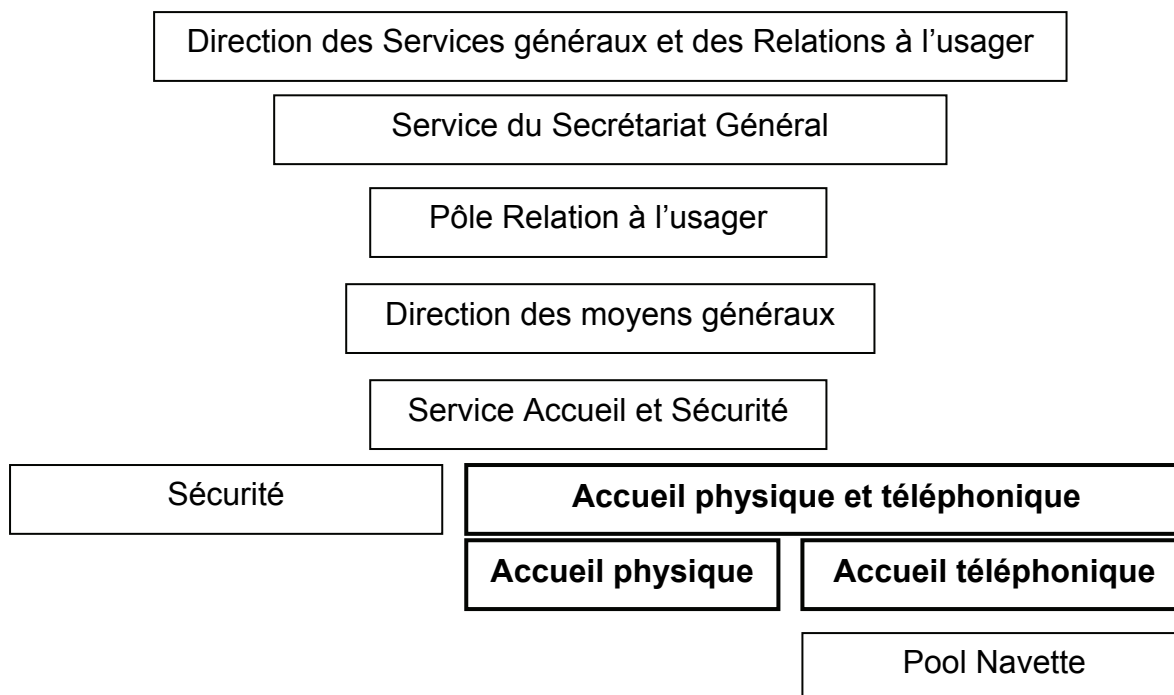 Direction des Services généraux et des Relations à l’usager
Service du Secrétariat Général
Pôle Relation à l’usager
Direction des moyens généraux
Service Accueil et Sécurité
Sécurité
Accueil physique et téléphonique
Accueil physique
Accueil téléphonique
Pool Navette